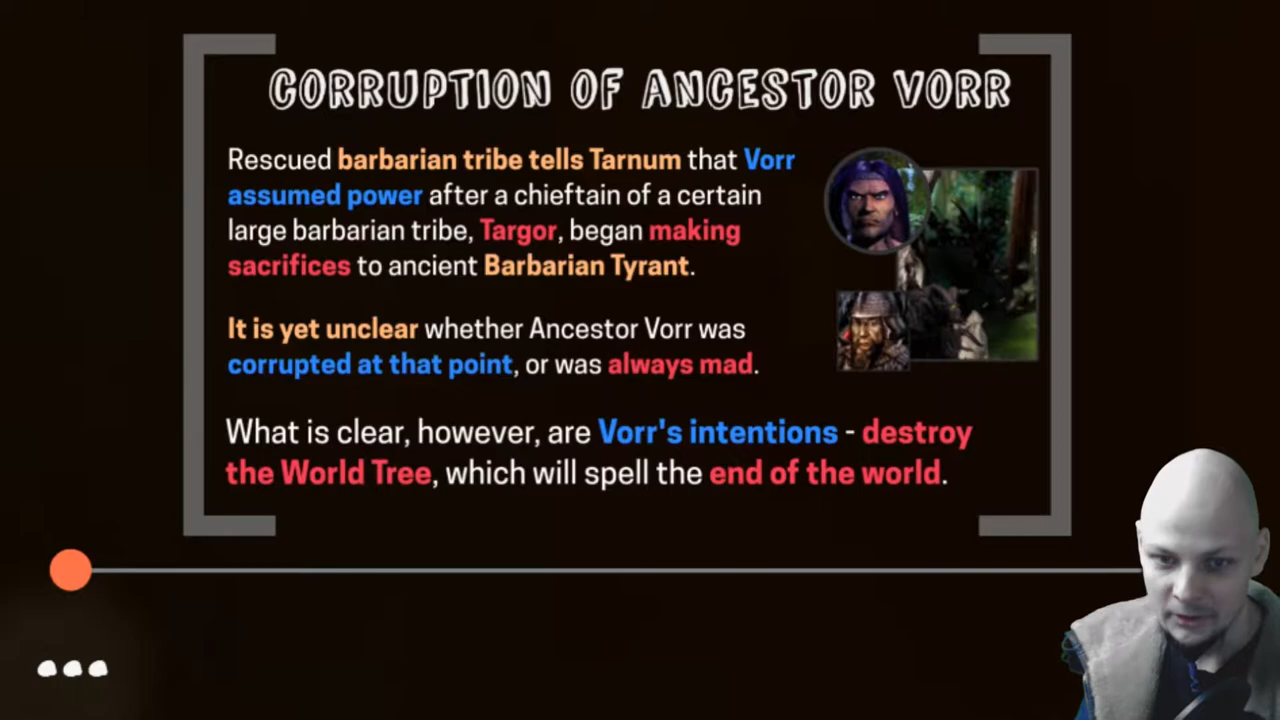 CORRUPTION OF ANCESTOR VORR
Rescued barbarian tribe tells Tarnum that Vorr
assumed power after a chieftain of a certain
large barbarian tribe, Targor, began making
sacrifices to ancient Barbarian Tyrant.
It is yet unclear whether Ancestor Vorr was
corrupted at that point, or was always mad.
What is clear, however, are Vorr's intentions - destroy
the World Tree, which will spell the end of the world.